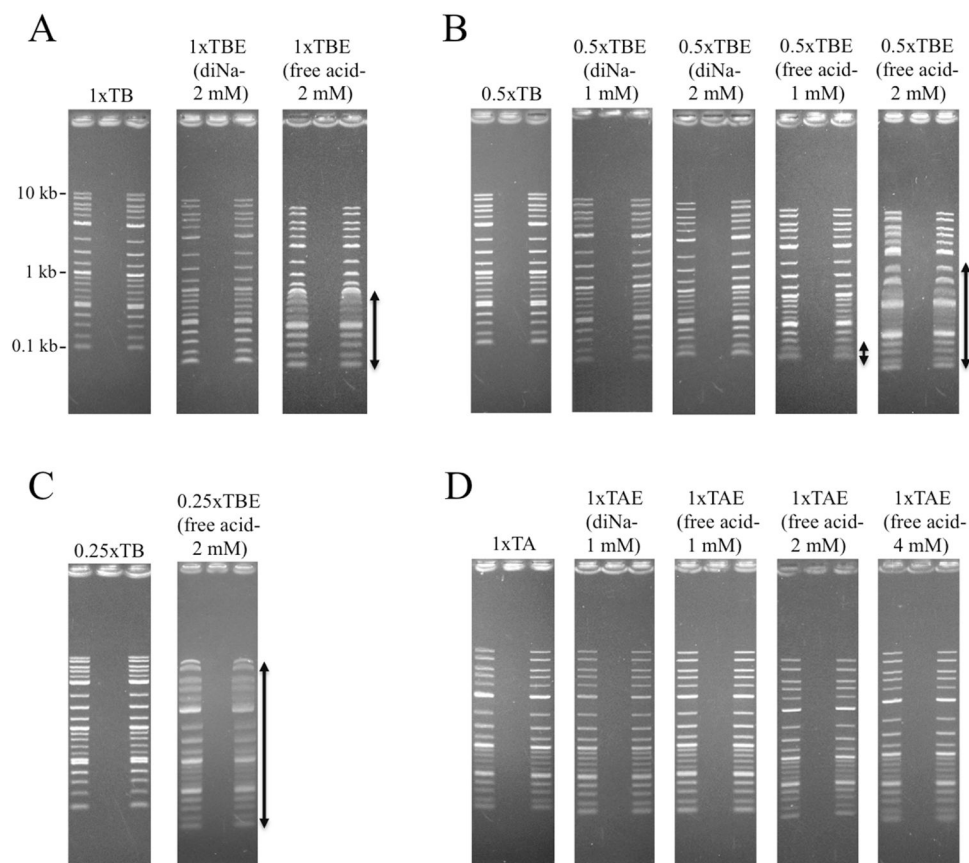 A
1xTB
1xTBE
(diNa-
2 mM)
1xTBE
(free acid-
2 mM)
10 kb-
1 kb-
0.1 kb-
B
0.5xTB
0.5xTBE
(diNa-
1 mM)
0.5xTBE
(diNa-
2 mM)
0.5xTBE
(free acid-
1 mM)
0.5xTBE
(free acid-
2 mM)
C
0.25xTB
0.25xTBE
(free acid-
2 mM)
D
1xTA
1xTAE
(diNa-
1 mM)
1xTAE
(free acid-
1 mM)
1xTAE
(free acid-
2 mM)
1xTAE
(free acid-
4 mM)